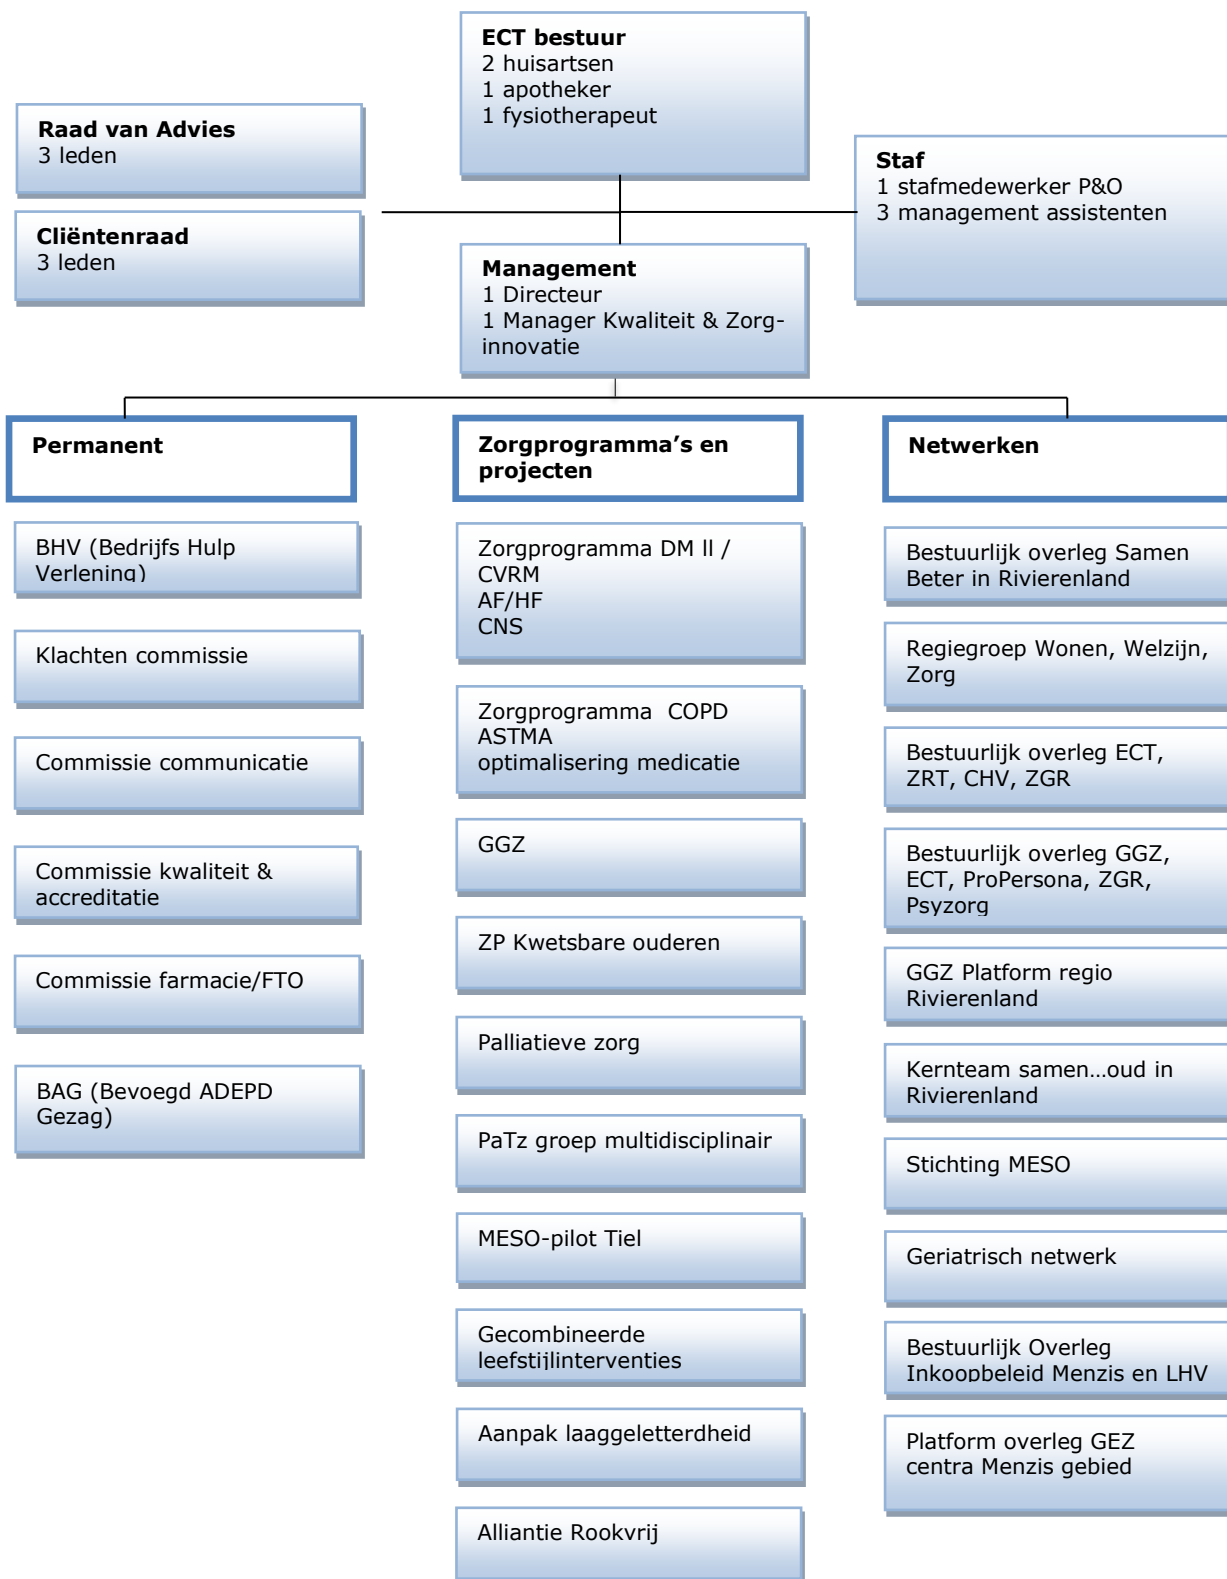 ECT bestuur
2 huisartsen
1 apotheker
1 fysiotherapeut
Raad van Advies
3 leden
Staf
1 stafmedewerker P&O
3 management assistenten
Cliëntenraad
3 leden
Management
1 Directeur
1 Manager Kwaliteit & Zorg-
innovatie
Permanent
BHV (Bedrijfs Hulp
Verlening)
Klachten commissie
Commissie communicatie
Commissie kwaliteit &
accreditatie
Commissie farmacie/FTO
BAG (Bevoegd ADEPD
Gezag)
Zorgprogramma’s en
projecten
Zorgprogramma DM ll /
CVRM
AF/HF
CNS
Zorgprogramma  COPD
ASTMA
optimalisering medicatie
GGZ
ZP Kwetsbare ouderen
Palliatieve zorg
PaTz groep multidisciplinair
MESO-pilot Tiel
Gecombineerde
leefstijlinterventies
Aanpak laaggeletterdheid
Alliantie Rookvrij
Netwerken
Bestuurlijk overleg Samen
Beter in Rivierenland
Regiegroep Wonen, Welzijn,
Zorg
Bestuurlijk overleg ECT,
ZRT, CHV, ZGR
Bestuurlijk overleg GGZ,
ECT, ProPersona, ZGR,
Psyzorg
GGZ Platform regio
Rivierenland
Kernteam samen…oud in
Rivierenland
Stichting MESO
Geriatrisch netwerk
Bestuurlijk Overleg
Inkoopbeleid Menzis en LHV
Platform overleg GEZ
centra Menzis gebied